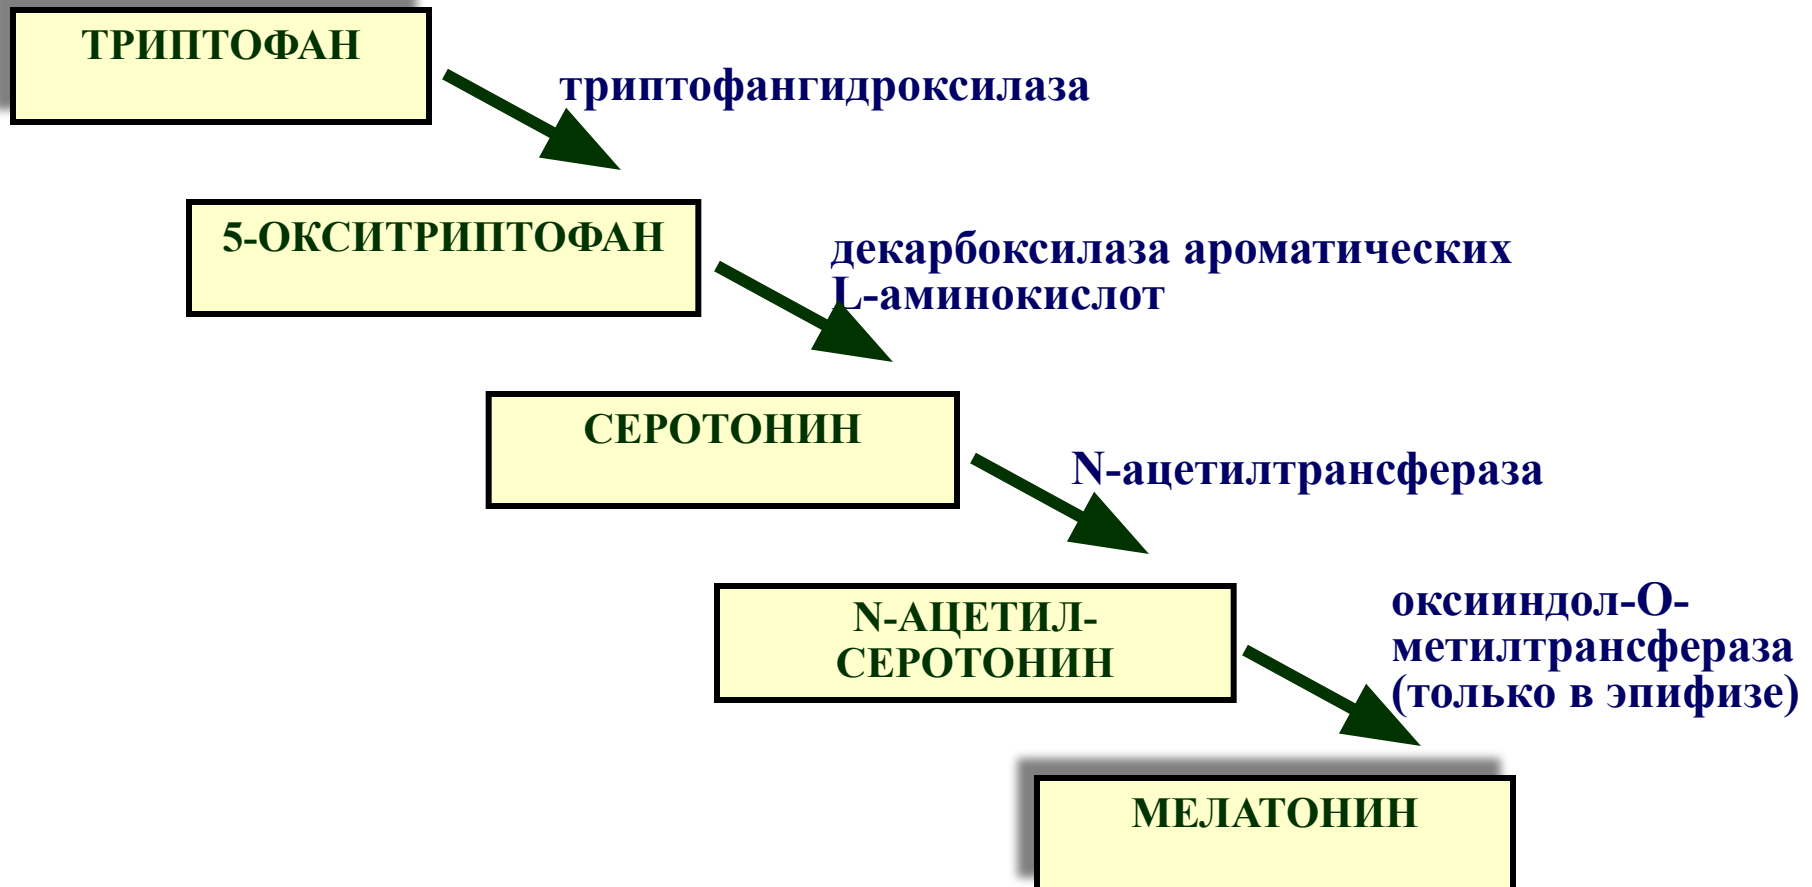 ТРИПТОФАН
триптофангидроксилаза
5-ОКСИТРИПТОФАН
декарбоксилаза ароматических
L-аминокислот
СЕРОТОНИН
N-ацетилтрансфераза
N-АЦЕТИЛ-
СЕРОТОНИН
оксииндол-О-
метилтрансфераза
(только в эпифизе)
МЕЛАТОНИН